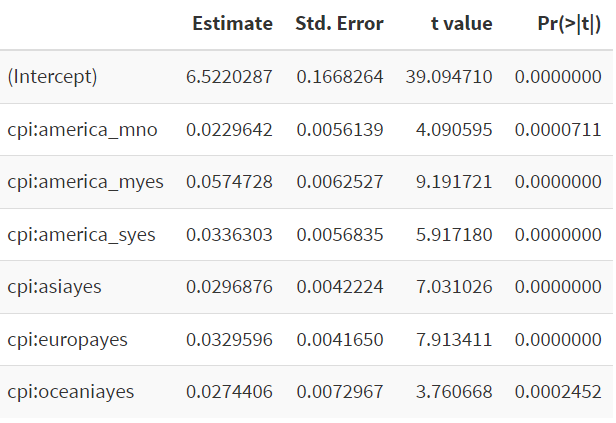 Estimate Std. Error t value Pr(>|t|)
(Intercept) 6.5220287 0.1668264 39.094710 0.0000000
cpi:america_mno 0.0229642 0.0056139 4.090595 0.0000711
cpi:america_myes 0.0574728 0.0062527 9.191721 0.0000000
cpi:america_syes 0.0336303 0.0056835 5.917180 0.0000000
cpi:asiayes 0.0296876 0.0042224 7.031026 0.0000000
cpi:europayes 0.0329596 0.0041650 7.913411 0.0000000
cpi:oceaniayes 0.0274406 0.0072967 3.760668 0.0002452